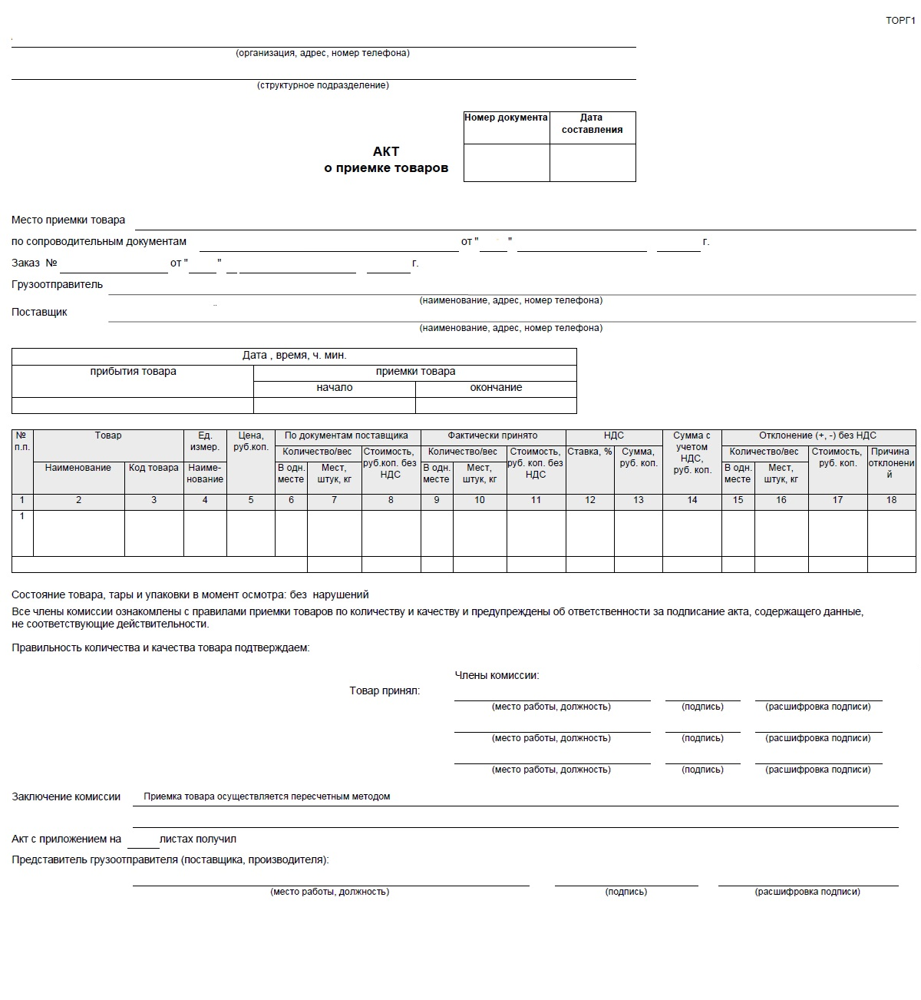 ТОРГ1
(организация, адрес, номер телефона)
(структурное подразделение)
Номер документа Дата составления
АКТ
о приемке товаров
Место приемки товара
по сопроводительным документам от " " г.
Заказ № от " " г.
Грузоотправитель
(наименование, адрес, номер телефона)
Поставщик
(наименование, адрес, номер телефона)
Дата , время, ч. мин.
прибытия товара приемки товара
начало окончание
№ п.п. Товар Ед. измер. Цена, руб.коп. По документам поставщика Фактически принято НДС Сумма с учетом НДС, руб. коп. Отклонение (+, -) без НДС
Количество/вес Стоимость, руб.коп. без НДС Количество/вес Стоимость, руб. коп. без НДС Ставка, % Сумма, руб. коп. Количество/вес Стоимость, руб. коп. Причина отклонений
Наименование Код товара Наиме-нование В одн. месте Мест, штук, кг В одн. месте Мест, штук, кг В одн. месте Мест, штук, кг
1 2 3 4 5 6 7 8 9 10 11 12 13 14 15 16 17 18
1
Состояние товара, тары и упаковки в момент осмотра: без нарушений
Все члены комиссии ознакомлены с правилами приемки товаров по количеству и качеству и предупреждены об ответственности за подписание акта, содержащего данные,
не соответствующие действительности.
Правильность количества и качества товара подтверждаем:
Члены комиссии:
Товар принял:
(место работы, должность) (подпись) (расшифровка подписи)
(место работы, должность) (подпись) (расшифровка подписи)
(место работы, должность) (подпись) (расшифровка подписи)
Заключение комиссии Приемка товара осуществляется пересчетным методом
Акт с приложением на листах получил
Представитель грузоотправителя (поставщика, производителя):
(место работы, должность) (подпись) (расшифровка подписи)